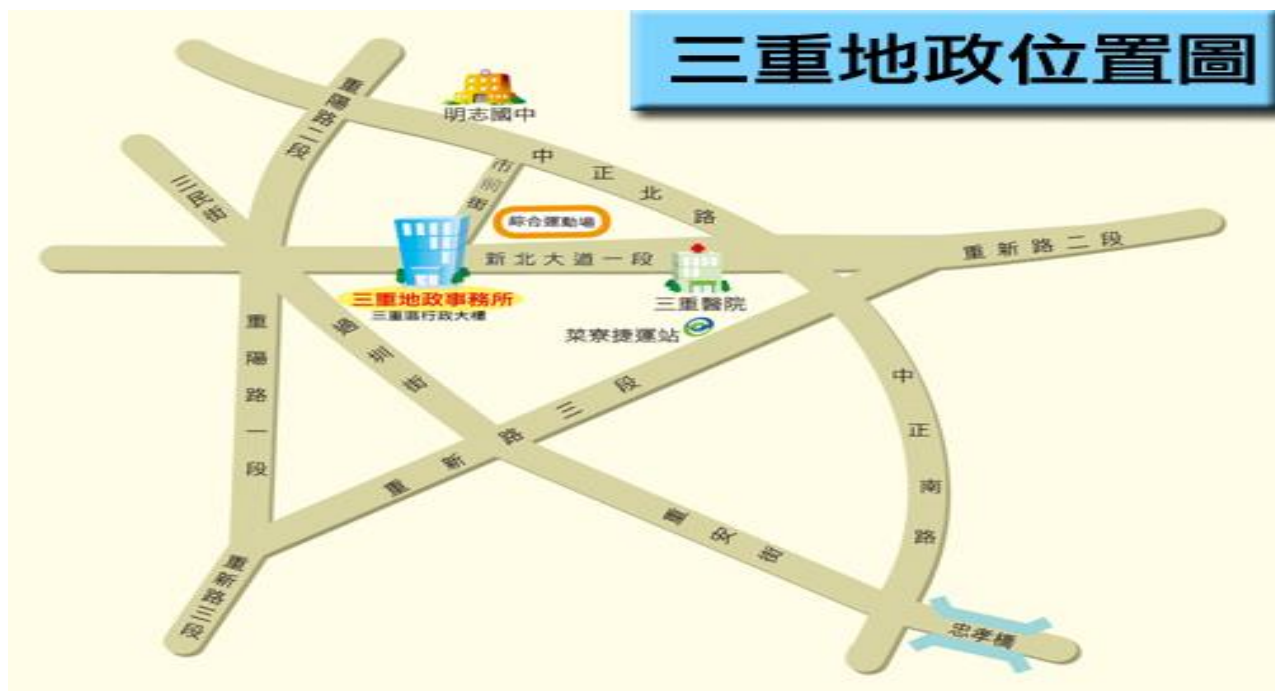 三重地政位置圖
重陽路二段
明志國中
中正北路
三民街
市前街
綜合運動場
新北大道一段
重新路二段
三重地政事務所
三重區行政大樓
三重醫院
菜寮捷運站
重陽路一段
過圳街
重新路三段
中正南路
重安街
重新路三段
忠孝橋